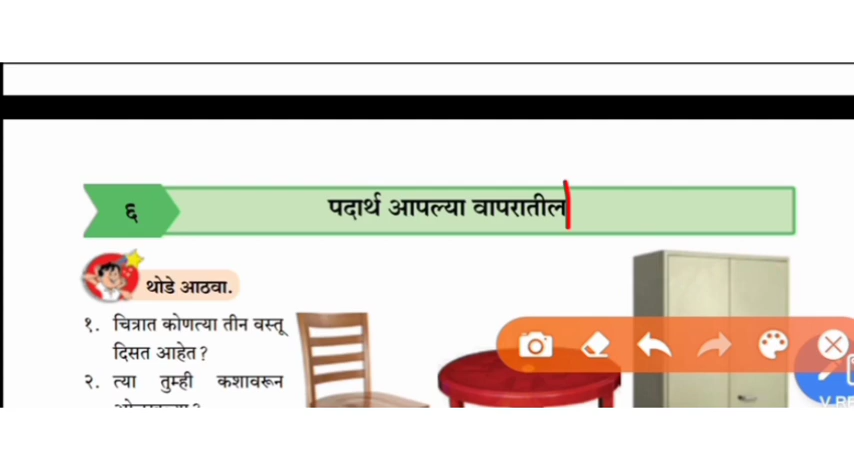 ६
पदार्थ आपल्या वापरातील
थोडे आठवा.
१. चित्रात कोणत्या तीन वस्तू
दिसत आहेत ?
२. त्या तुम्ही कशावरून